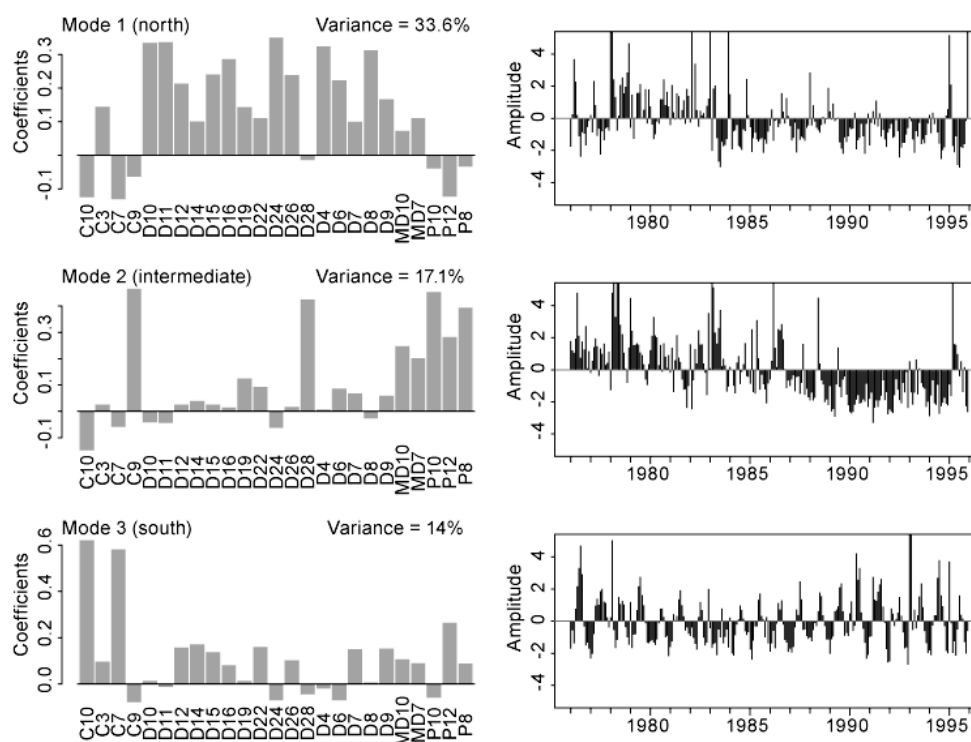 Mode 1 (north) Variance = 33.6%
Coefficients
0.3
0.2
0.1
-0.1
C10 C3 C7 C9 D10 D11 D12 D14 D15 D16 D19 D22 D24 D26 D28 D4 D6 D7 D8 D9 MD10 MD7 P10 P12 P8
Amplitude
4
2
0
-2
-4
1980 1985 1990 1995
Mode 2 (intermediate) Variance = 17.1%
Coefficients
0.3
0.1
-0.1
C10 C3 C7 C9 D10 D11 D12 D14 D15 D16 D19 D22 D24 D26 D28 D4 D6 D7 D8 D9 MD10 MD7 P10 P12 P8
Amplitude
4
2
0
-2
-4
1980 1985 1990 1995
Mode 3 (south) Variance = 14%
Coefficients
0.6
0.4
0.2
0.0
C10 C3 C7 C9 D10 D11 D12 D14 D15 D16 D19 D22 D24 D26 D28 D4 D6 D7 D8 D9 MD10 MD7 P10 P12 P8
Amplitude
4
2
0
-2
-4
1980 1985 1990 1995